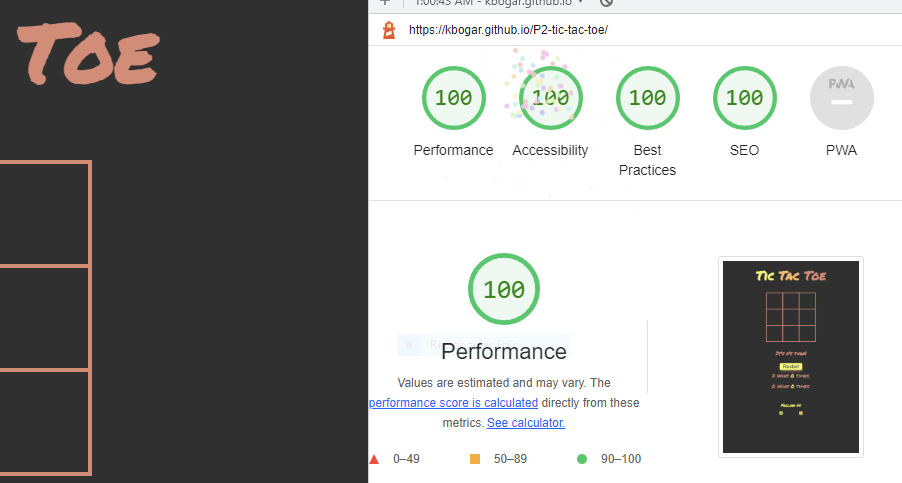 Toe
1:00:43 AM - kbogar.github.io
https://kbogar.github.io/P2-tic-tac-toe/
100 100 100 100 PWA
Performance Accessibility Best Practices SEO PWA
100
Performance
Values are estimated and may vary. The
performance score is calculated directly from these
metrics. See calculator.
0–49 50–89 90–100
Tic Tac Toe
Restart
Follow us